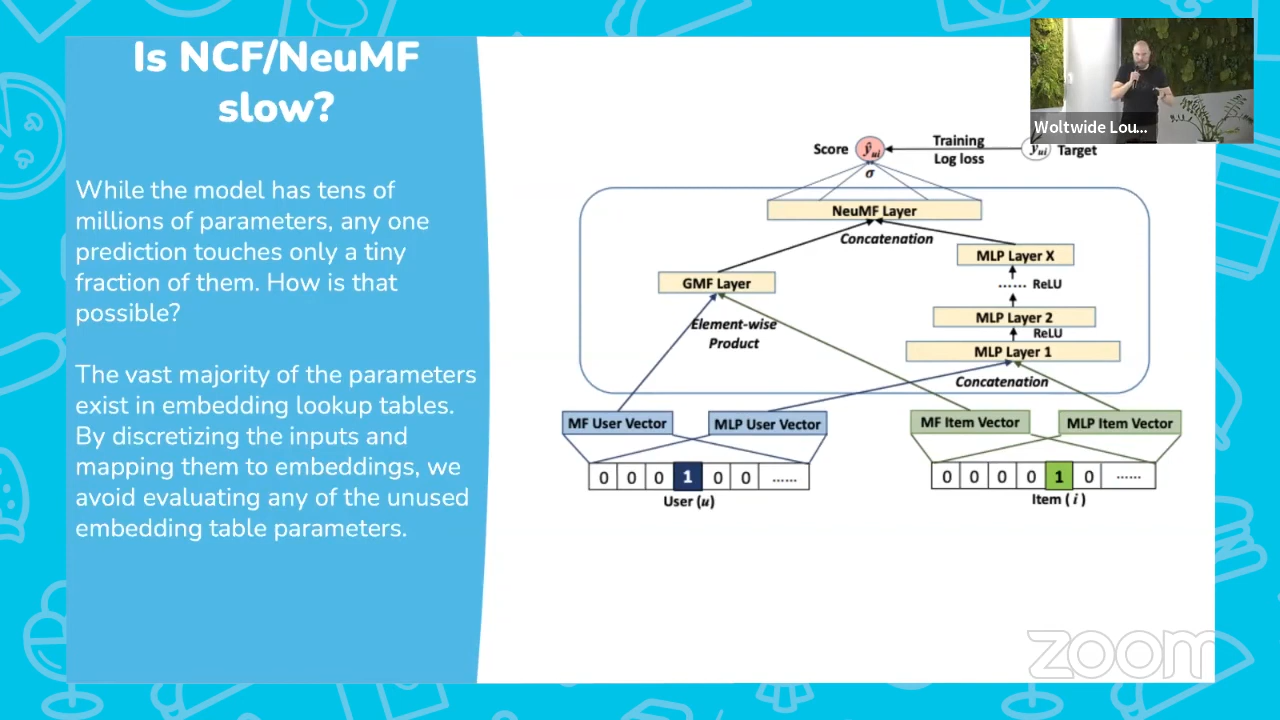 Is NCF/NeuMF
slow?
While the model has tens of
millions of parameters, any one
prediction touches only a tiny
fraction of them. How is that
possible?
The vast majority of the parameters
exist in embedding lookup tables.
By discretizing the inputs and
mapping them to embeddings, we
avoid evaluating any of the unused
embedding table parameters.
Woltwide Lou...
Score ŷui Training yui Target
Log loss
σ
NeuMF Layer
Concatenation
MLP Layer X
GMF Layer
...... ReLU
Element-wise
Product
MLP Layer 2
ReLU
MLP Layer 1
Concatenation
MF User Vector MLP User Vector MF Item Vector MLP Item Vector
0 0 0 1 0 0 ...... 0 0 0 0 1 0 ......
User (u) Item ( i )
zoom